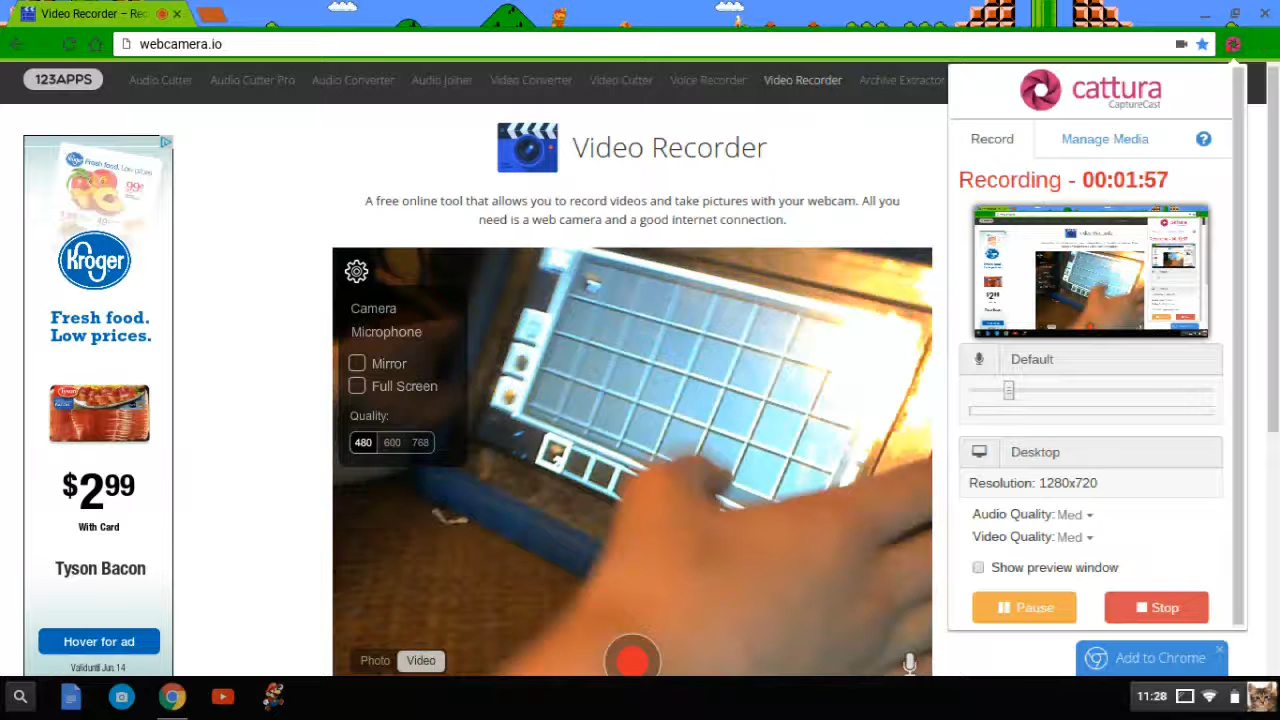 Video Recorder – Rec
webcamera.io
123APPS
Audio Cutter
Audio Cutter Pro
Audio Converter
Audio Joiner
Video Converter
Video Cutter
Voice Recorder
Video Recorder
Archive Extractor
Video Recorder
A free online tool that allows you to record videos and take pictures with your webcam. All you
need is a web camera and a good internet connection.
Fresh food. Low prices.
99¢
Kroger
Fresh food.
Low prices.
$2.99
With Card
Tyson Bacon
Hover for ad
Valid until Jun. 14
Camera
Microphone
Mirror
Full Screen
Quality:
480 600 768
Photo Video
cattura
CaptureCast
Record
Manage Media
?
Recording - 00:01:57
Default
Desktop
Resolution: 1280x720
Audio Quality: Med
Video Quality: Med
Show preview window
Pause
Stop
Add to Chrome
11:28